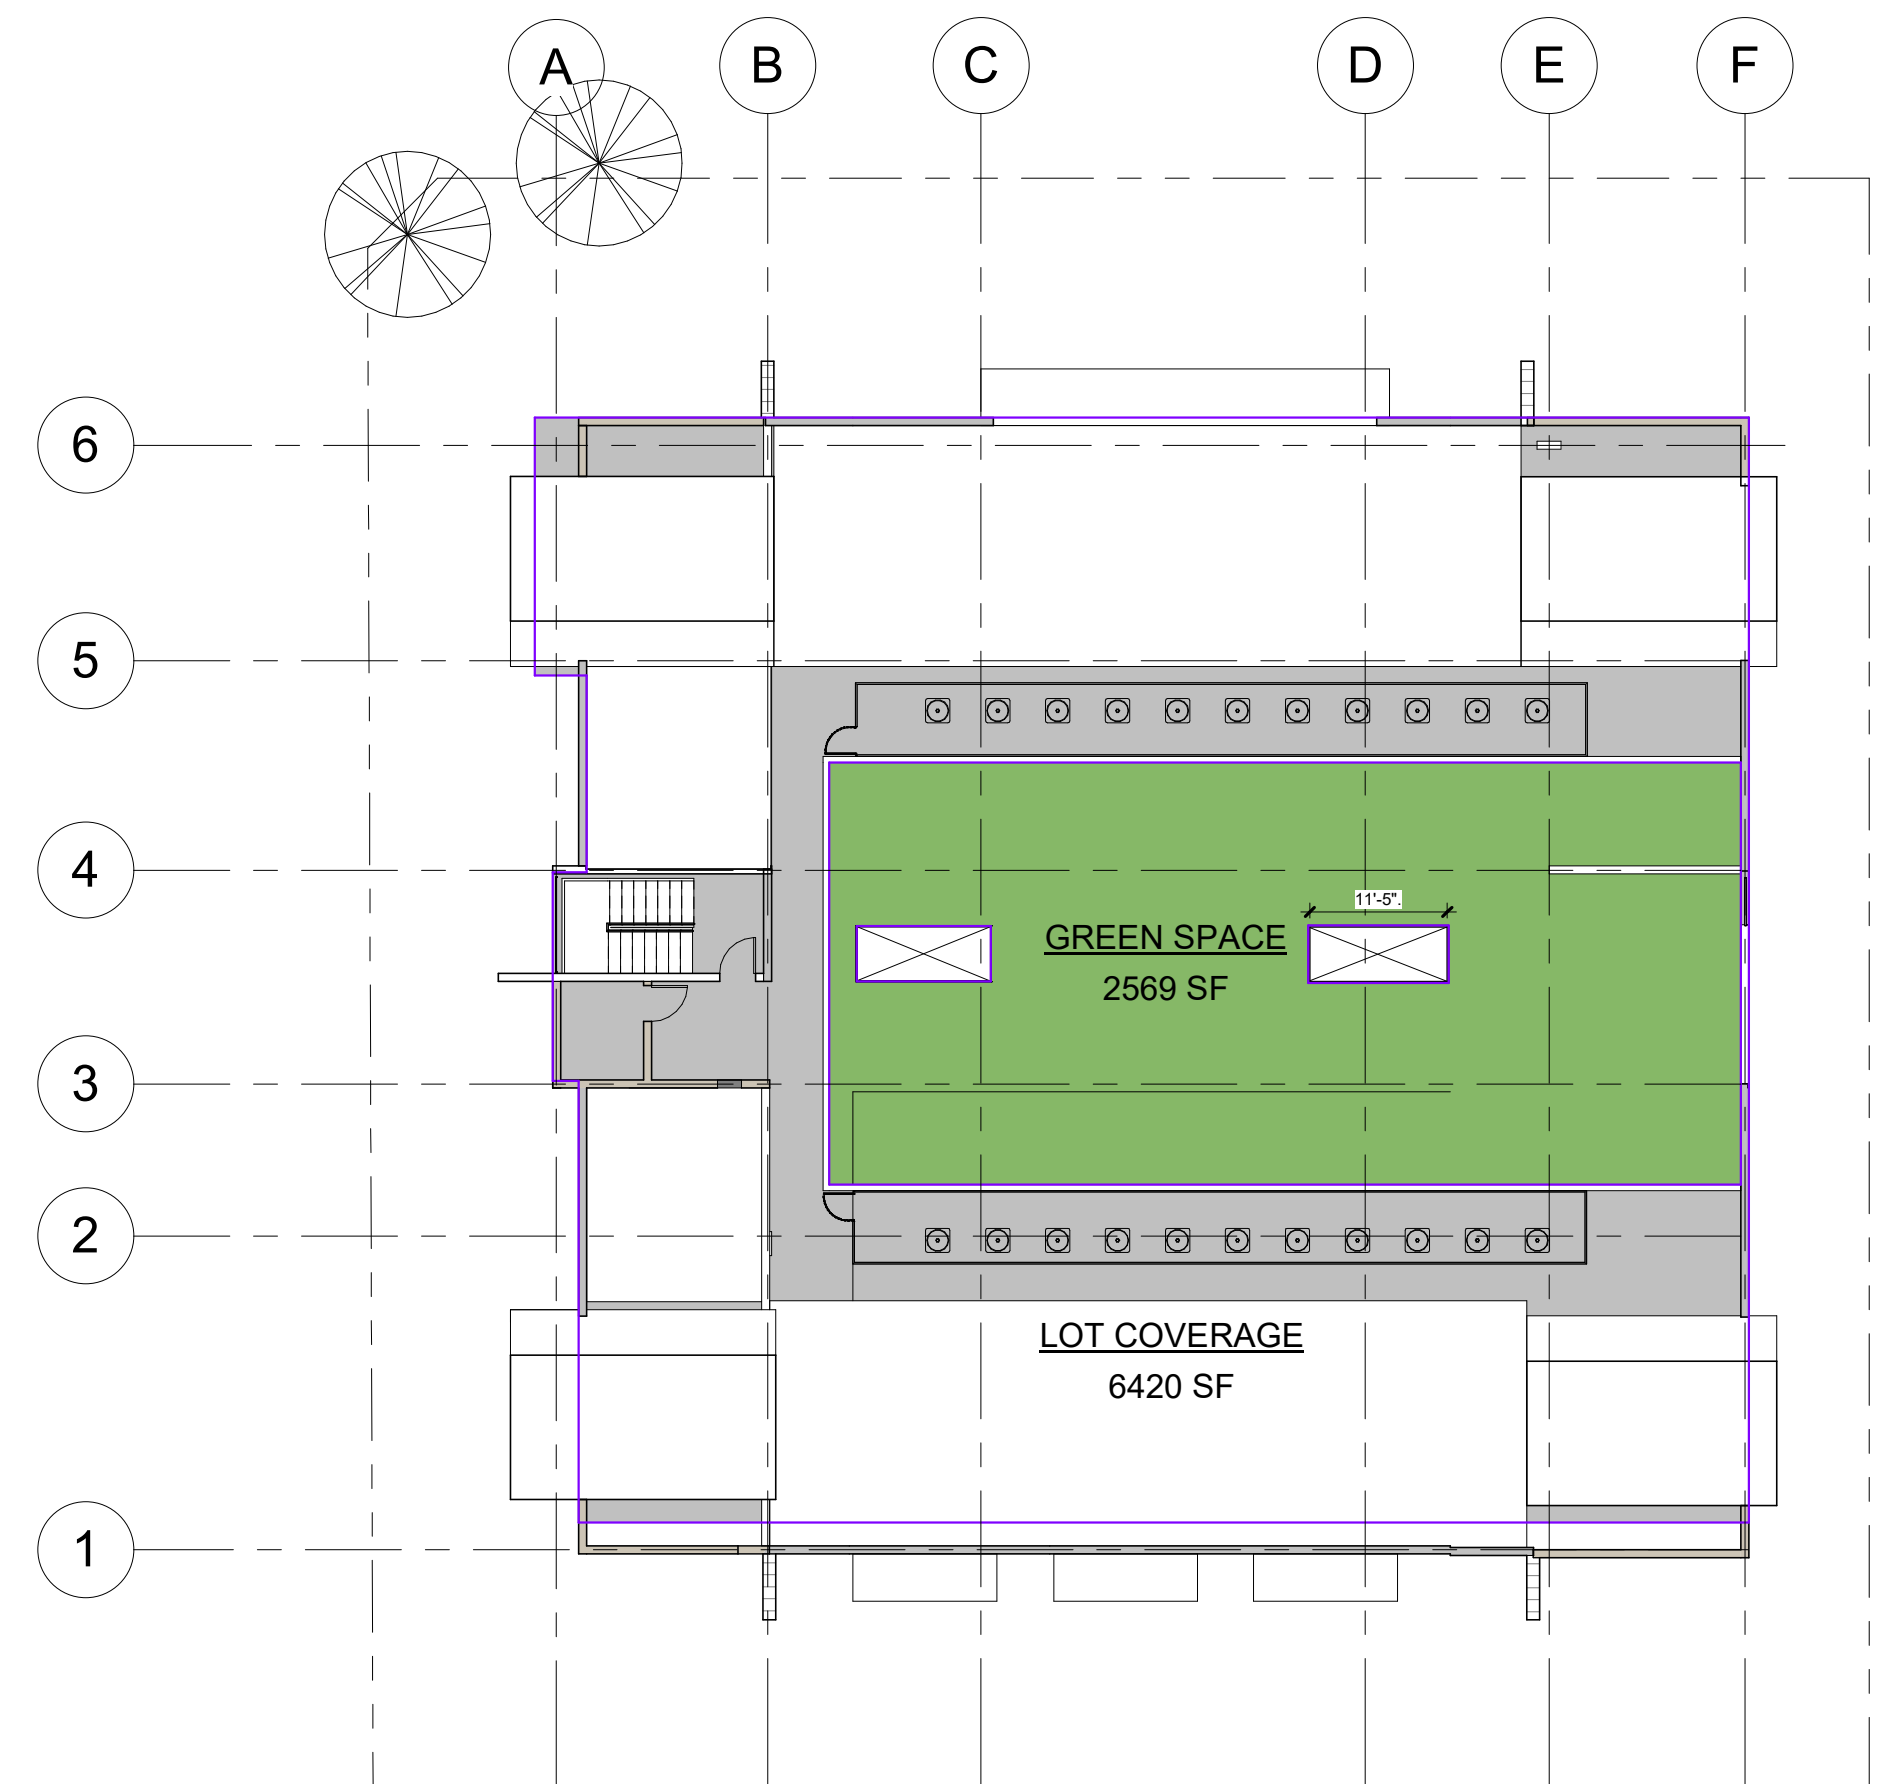 A B C D E F
6
5
4
11'-5".
GREEN SPACE
2569 SF
3
2
LOT COVERAGE
6420 SF
1